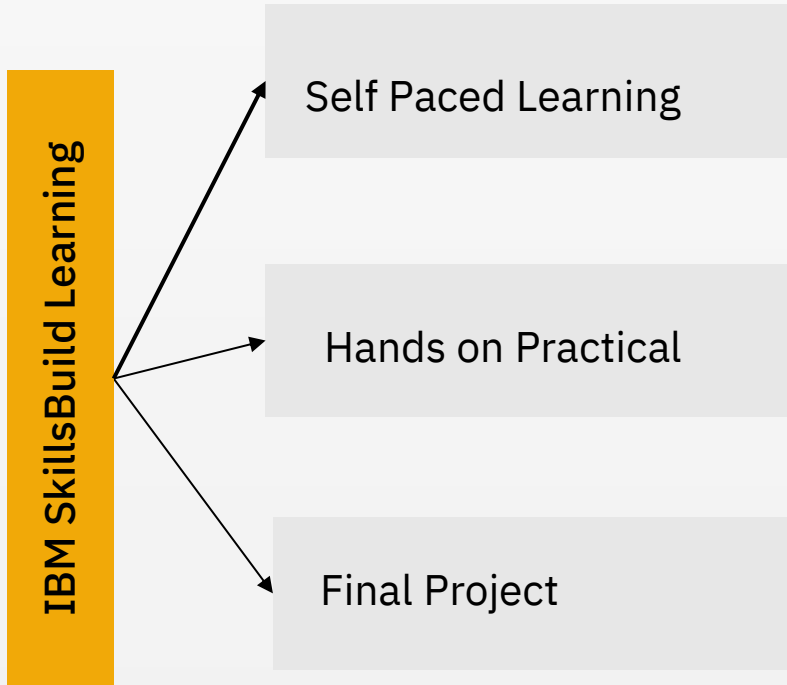 IBM SkillsBuild Learning
Self Paced Learning
Hands on Practical
Final Project